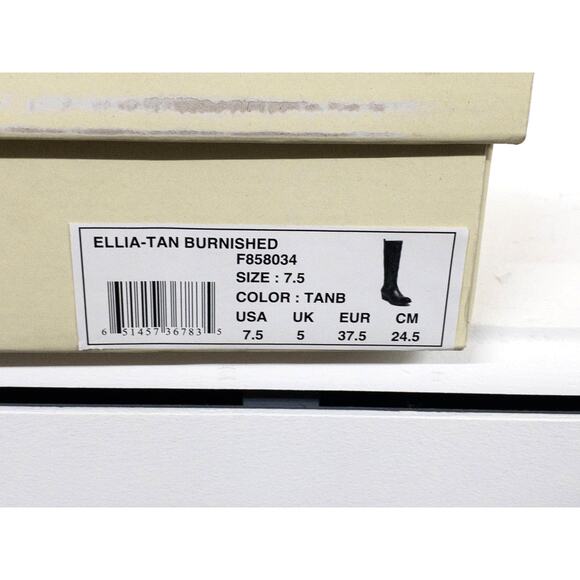 ELLIA-TAN BURNISHED
F858034
SIZE : 7.5
COLOR : TANB
USA UK EUR CM
7.5 5 37.5 24.5
6 51457 36783 5